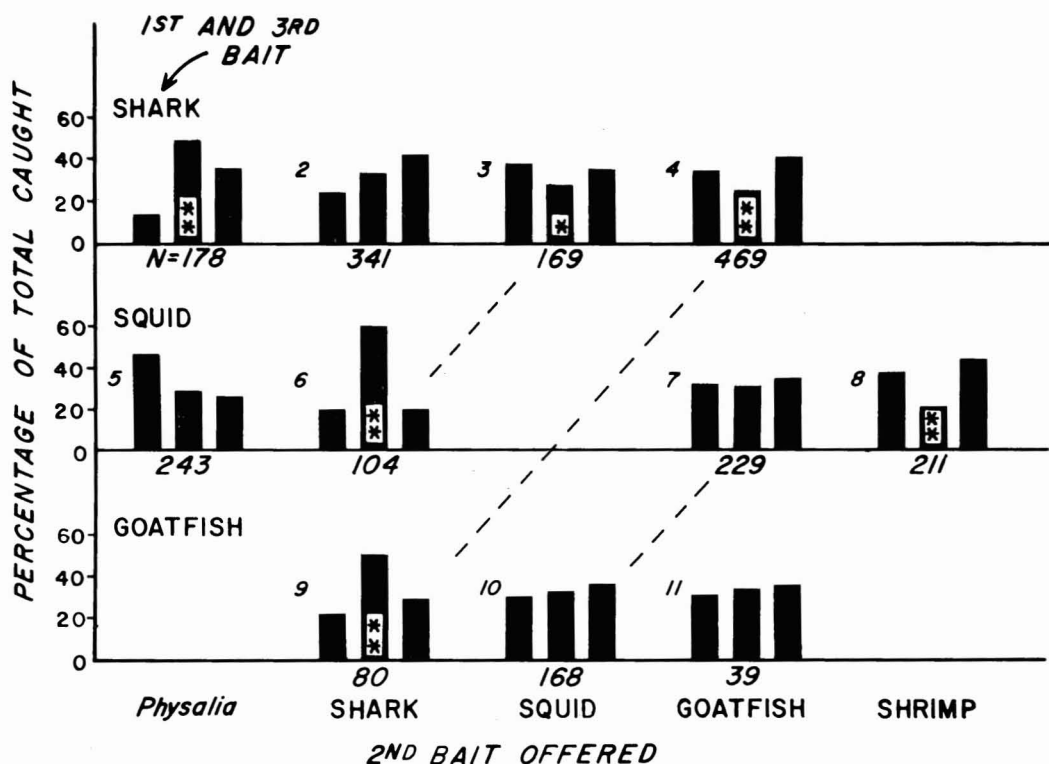 1ST AND 3RD
BAIT
PERCENTAGE OF TOTAL CAUGHT
SHARK
60
40
20
0
2
3
4
**
*
**
N=178
341
169
469
SQUID
60
40
20
0
5
6
7
8
**
**
243
104
229
211
GOATFISH
60
40
20
0
9
10
11
**
80
168
39
Physalia
SHARK
SQUID
GOATFISH
SHRIMP
2ND BAIT OFFERED